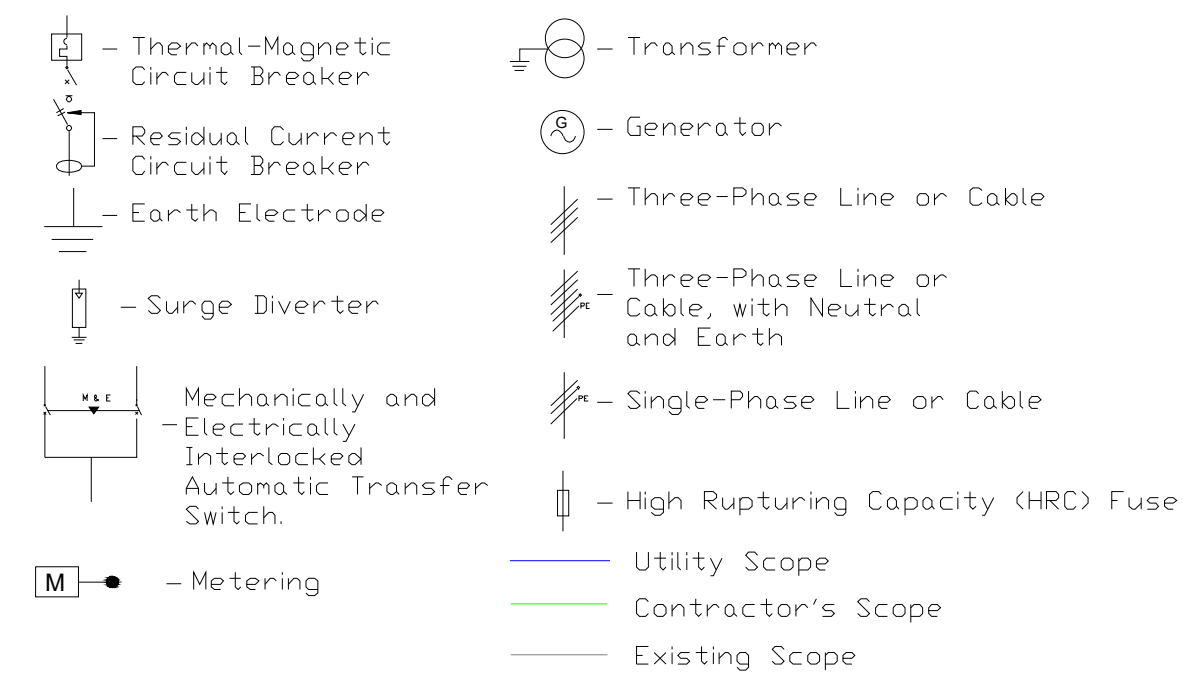 – Thermal-Magnetic
Circuit Breaker
– Residual Current
Circuit Breaker
– Earth Electrode
– Surge Diverter
M & E
– Mechanically and
Electrically
Interlocked
Automatic Transfer
Switch.
M
– Metering
– Transformer
G
– Generator
– Three-Phase Line or Cable
– Three-Phase Line or
Cable, with Neutral
and Earth
PE
– Single-Phase Line or Cable
PE
– High Rupturing Capacity (HRC) Fuse
Utility Scope
Contractor's Scope
Existing Scope